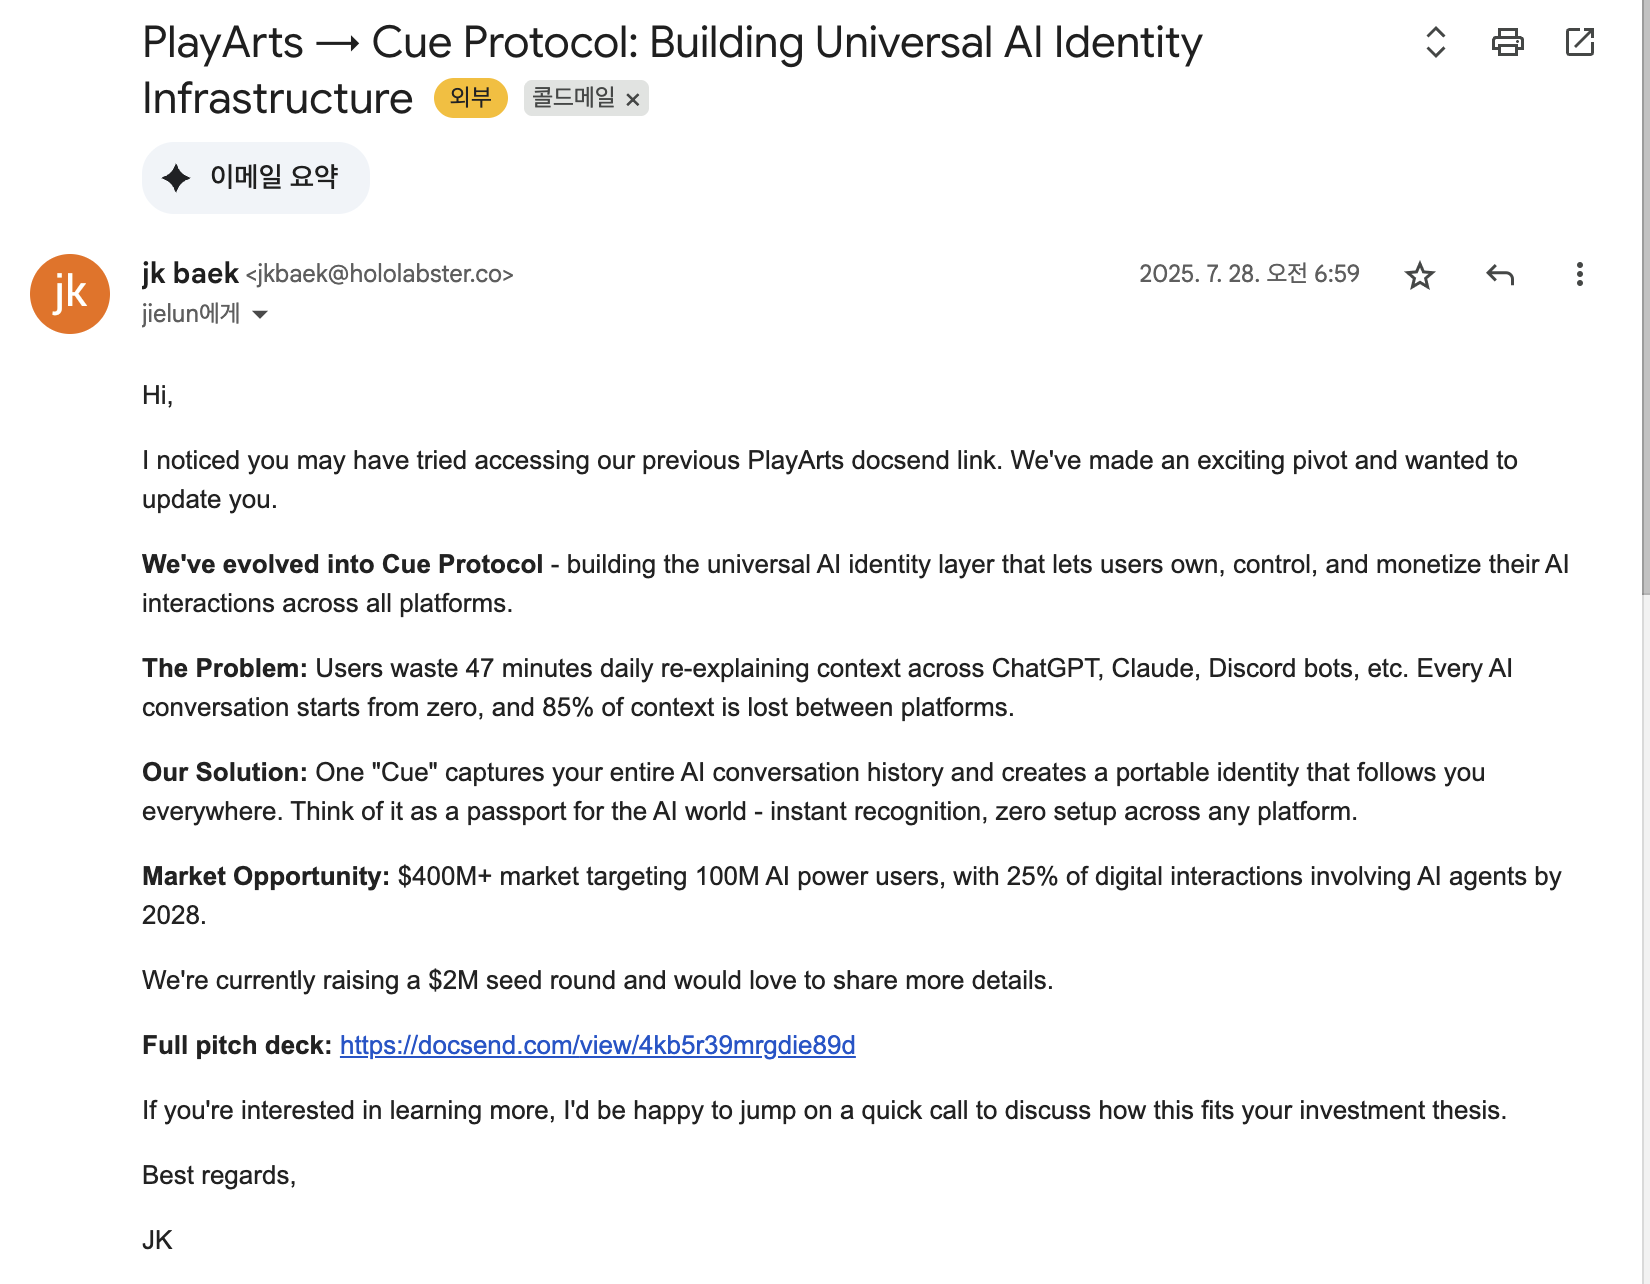 PlayArts → Cue Protocol: Building Universal AI Identity
Infrastructure 외부 콜드메일 ×
이메일 요약
jk
jk baek <jkbaek@hololabster.co> 2025. 7. 28. 오전 6:59
jielun에게
Hi,
I noticed you may have tried accessing our previous PlayArts docsend link. We've made an exciting pivot and wanted to
update you.
We've evolved into Cue Protocol - building the universal AI identity layer that lets users own, control, and monetize their AI
interactions across all platforms.
The Problem: Users waste 47 minutes daily re-explaining context across ChatGPT, Claude, Discord bots, etc. Every AI
conversation starts from zero, and 85% of context is lost between platforms.
Our Solution: One "Cue" captures your entire AI conversation history and creates a portable identity that follows you
everywhere. Think of it as a passport for the AI world - instant recognition, zero setup across any platform.
Market Opportunity: $400M+ market targeting 100M AI power users, with 25% of digital interactions involving AI agents by
2028.
We're currently raising a $2M seed round and would love to share more details.
Full pitch deck: https://docsend.com/view/4kb5r39mrgdie89d
If you're interested in learning more, I'd be happy to jump on a quick call to discuss how this fits your investment thesis.
Best regards,
JK